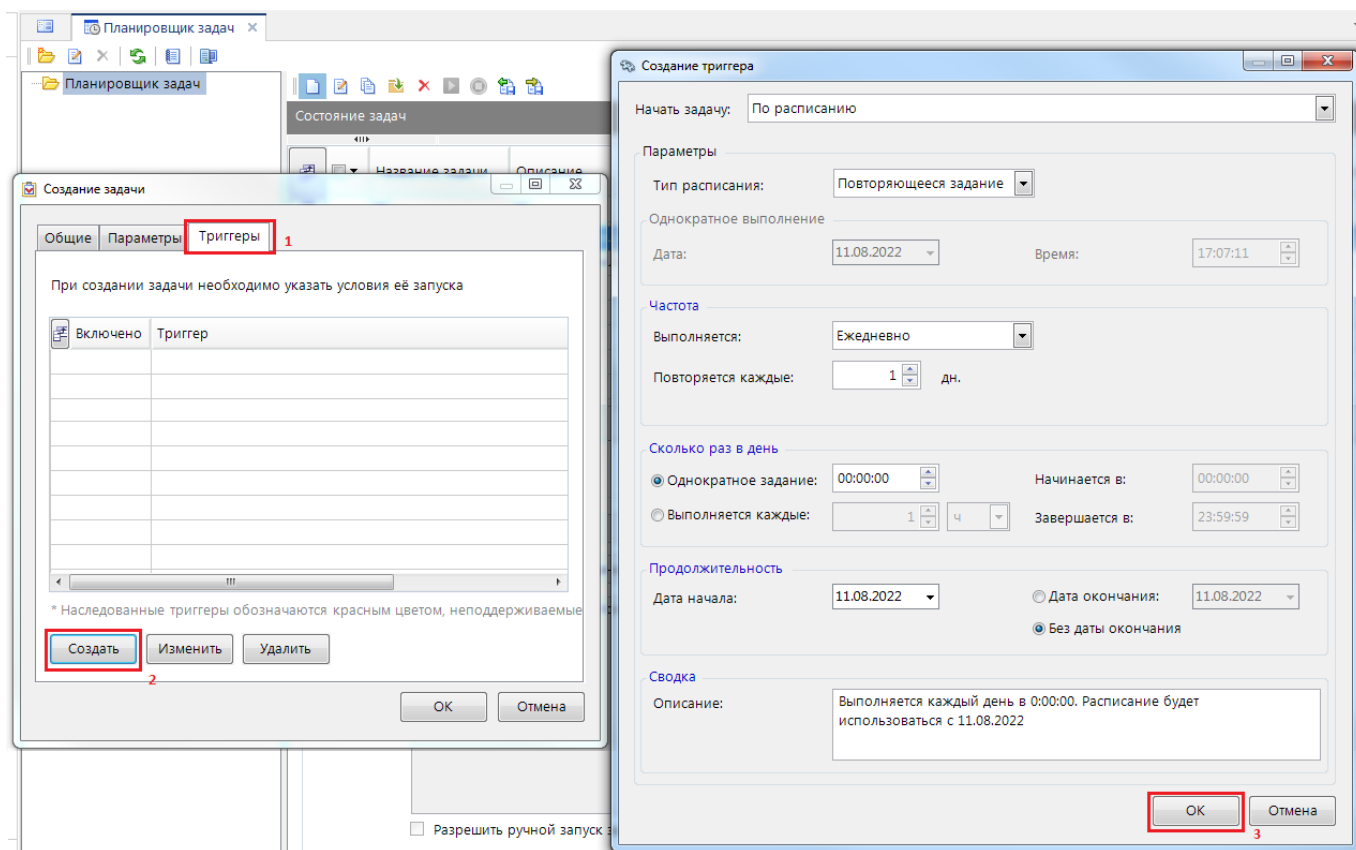 Планировщик задач
Планировщик задач
Состояние задач
Название задачи Описание
Создание задачи
Общие Параметры Триггеры 1
При создании задачи необходимо указать условия её запуска
Включено Триггер
* Наследованные триггеры обозначаются красным цветом, неподдерживаемые
Создать Изменить Удалить
2
ОК Отмена
Разрешить ручной запуск
Создание триггера
Начать задачу: По расписанию
Параметры
Тип расписания: Повторяющееся задание
Однократное выполнение
Дата: 11.08.2022 Время: 17:07:11
Частота
Выполняется: Ежедневно
Повторяется каждые: 1 дн.
Сколько раз в день
Однократное задание: 00:00:00 Начинается в: 00:00:00
Выполняется каждые: 1 ч Завершается в: 23:59:59
Продолжительность
Дата начала: 11.08.2022 Дата окончания: 11.08.2022
Без даты окончания
Сводка
Описание: Выполняется каждый день в 0:00:00. Расписание будет
использоваться с 11.08.2022
ОК Отмена
3